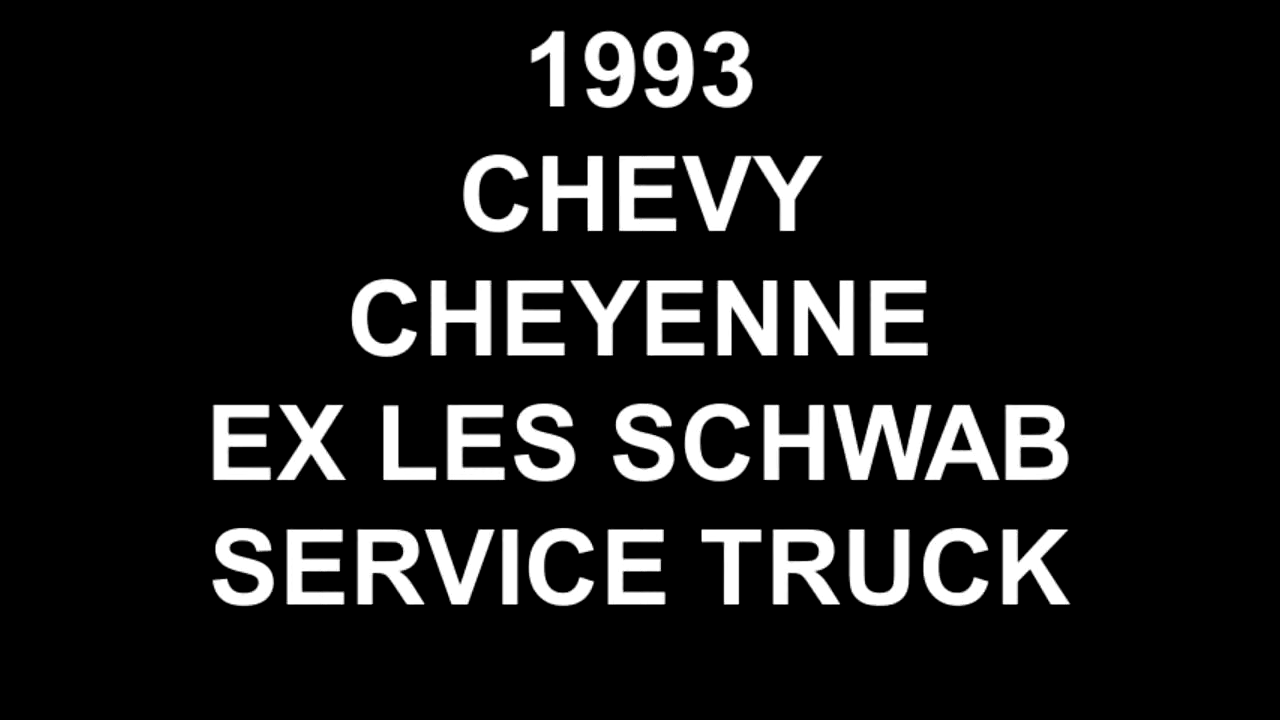 1993
CHEVY
CHEYENNE
EX LES SCHWAB
SERVICE TRUCK